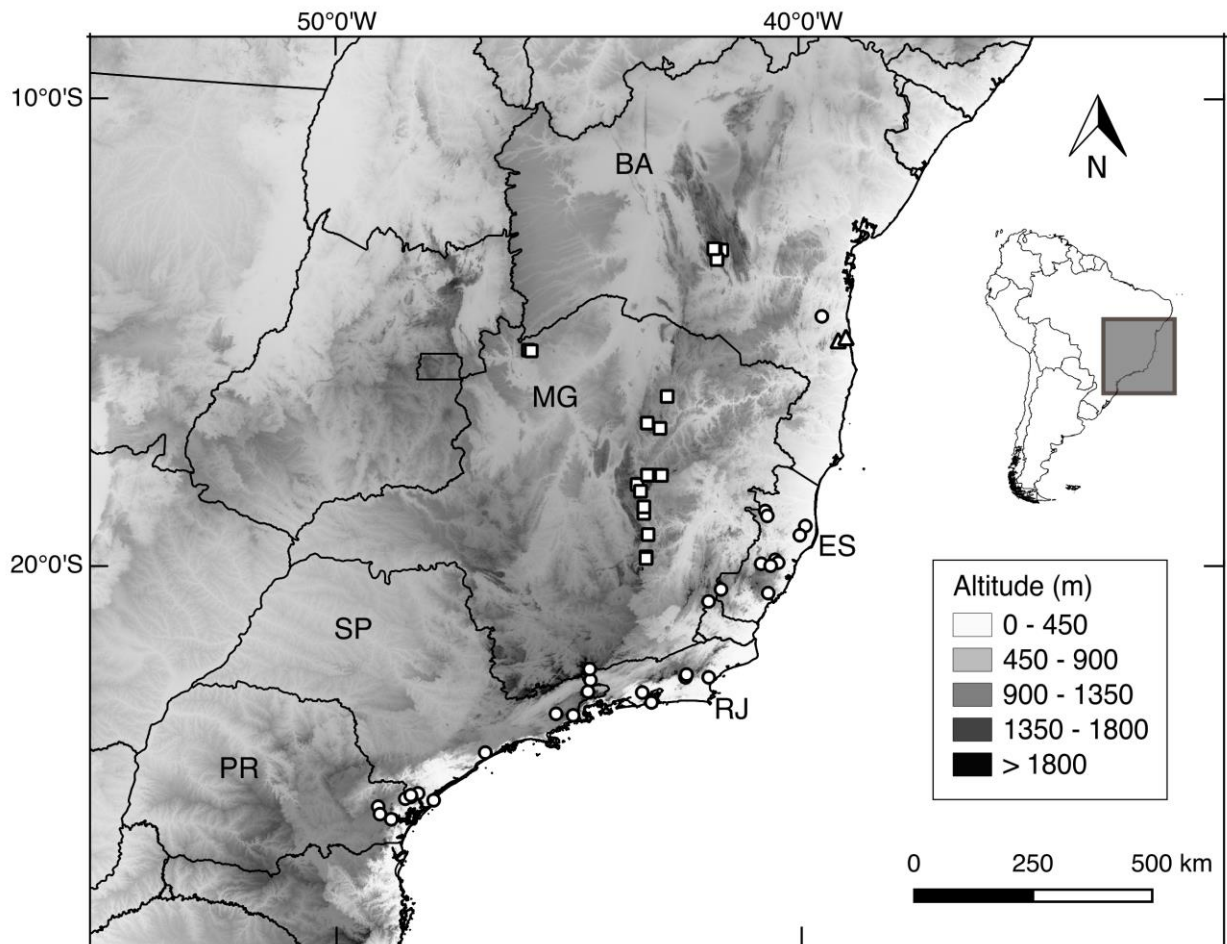 50°0'W
40°0'W
10°0'S
BA
N
MG
20°0'S
ES
SP
RJ
PR
Altitude (m)
0 - 450
450 - 900
900 - 1350
1350 - 1800
> 1800
0
250
500 km